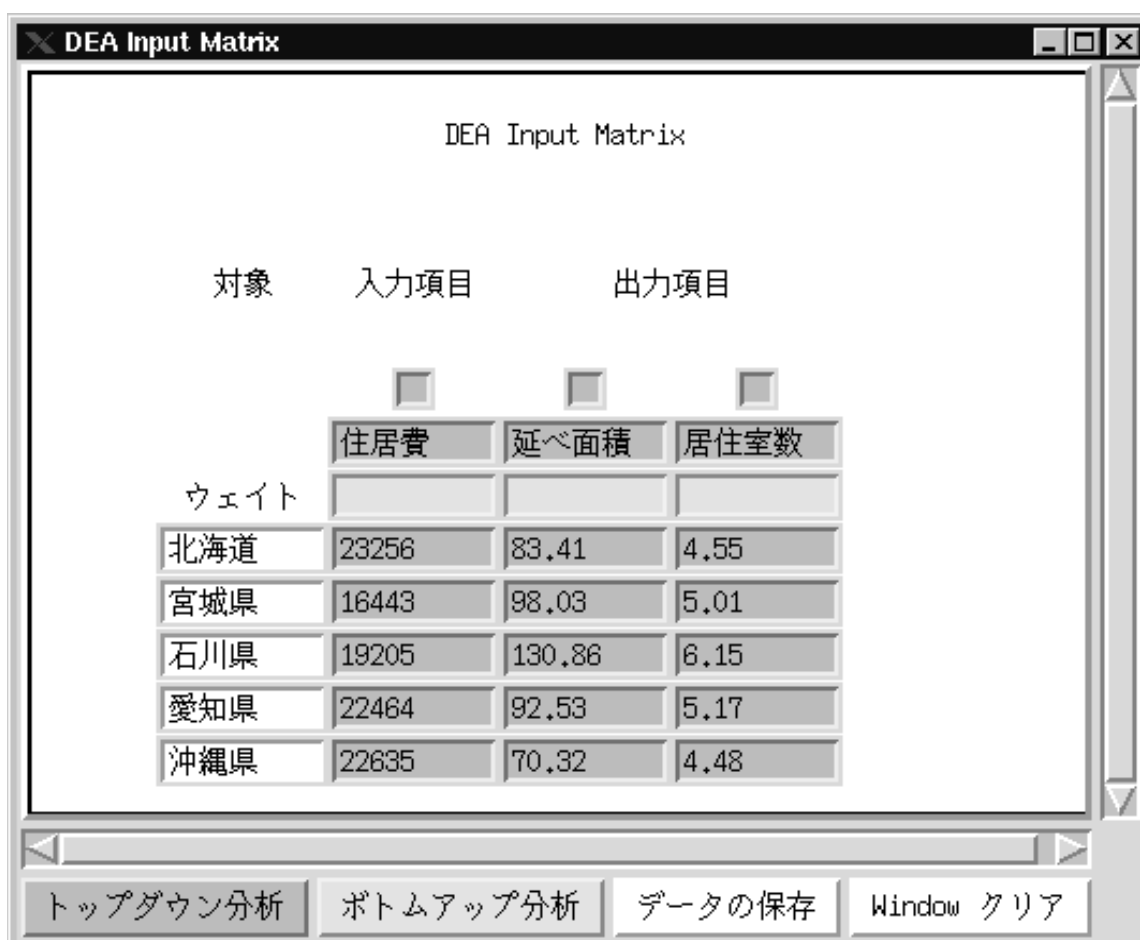 DEA Input Matrix
DEA Input Matrix
対象 入力項目 出力項目
住居費 延べ面積 居住室数
ウェイト
北海道 23256 83.41 4.55
宮城県 16443 98.03 5.01
石川県 19205 130.86 6.15
愛知県 22464 92.53 5.17
沖縄県 22635 70.32 4.48
トップダウン分析 ボトムアップ分析 データの保存 Window クリア